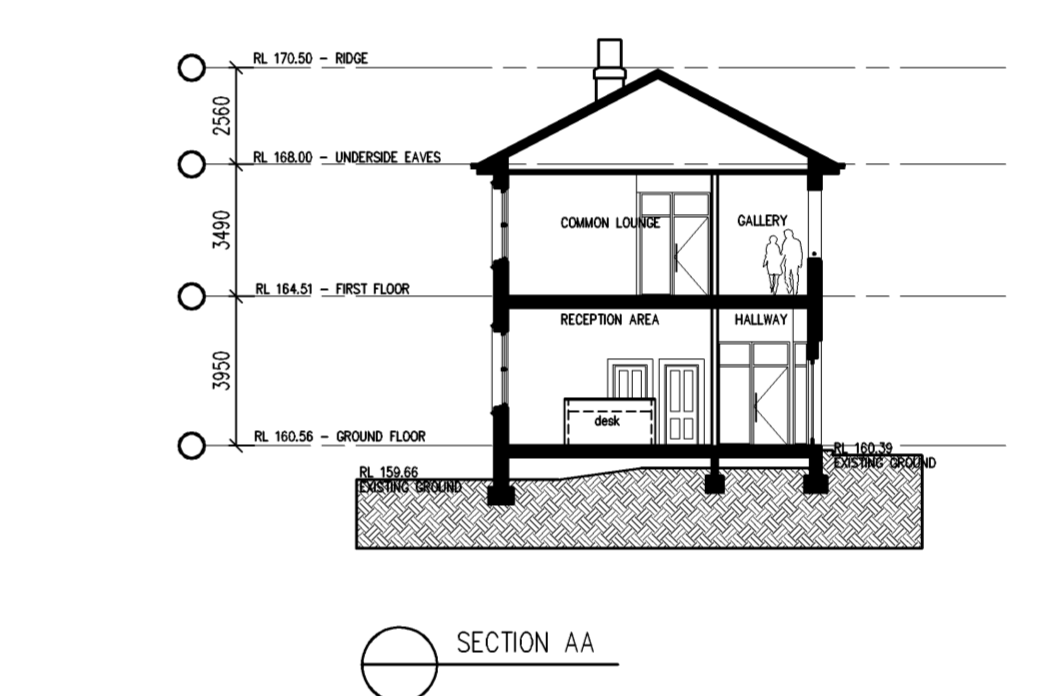 RL 170.50 - RIDGE
2560
RL 168.00 - UNDERSIDE EAVES
3490
COMMON LOUNGE
GALLERY
RL 164.51 - FIRST FLOOR
RECEPTION AREA
HALLWAY
3950
desk
RL 160.56 - GROUND FLOOR
RL 160.39
EXISTING GROUND
RL 159.66
EXISTING GROUND
SECTION AA